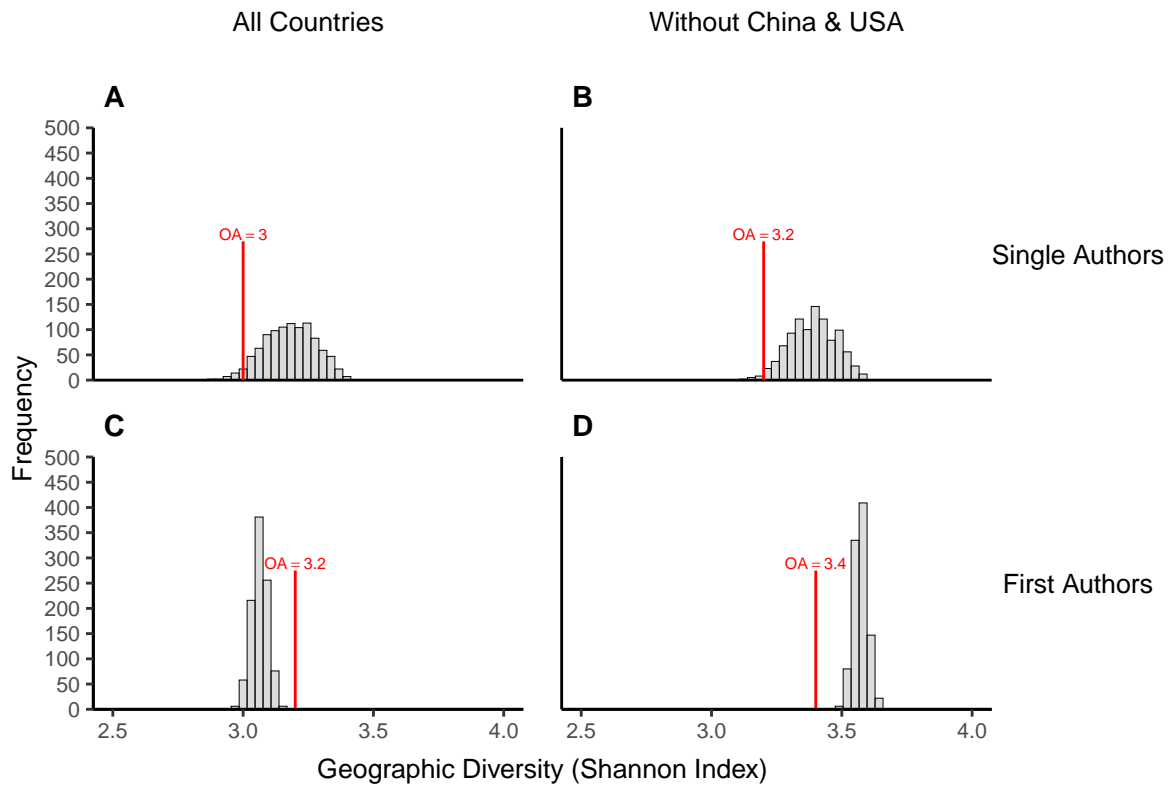 All Countries
Without China & USA
A
B
500
450
400
350
300
250
200
150
100
50
0
OA = 3
OA = 3.2
Single Authors
Frequency
C
D
500
450
400
350
300
250
200
150
100
50
0
OA = 3.2
OA = 3.4
First Authors
2.5 3.0 3.5 4.0
2.5 3.0 3.5 4.0
Geographic Diversity (Shannon Index)